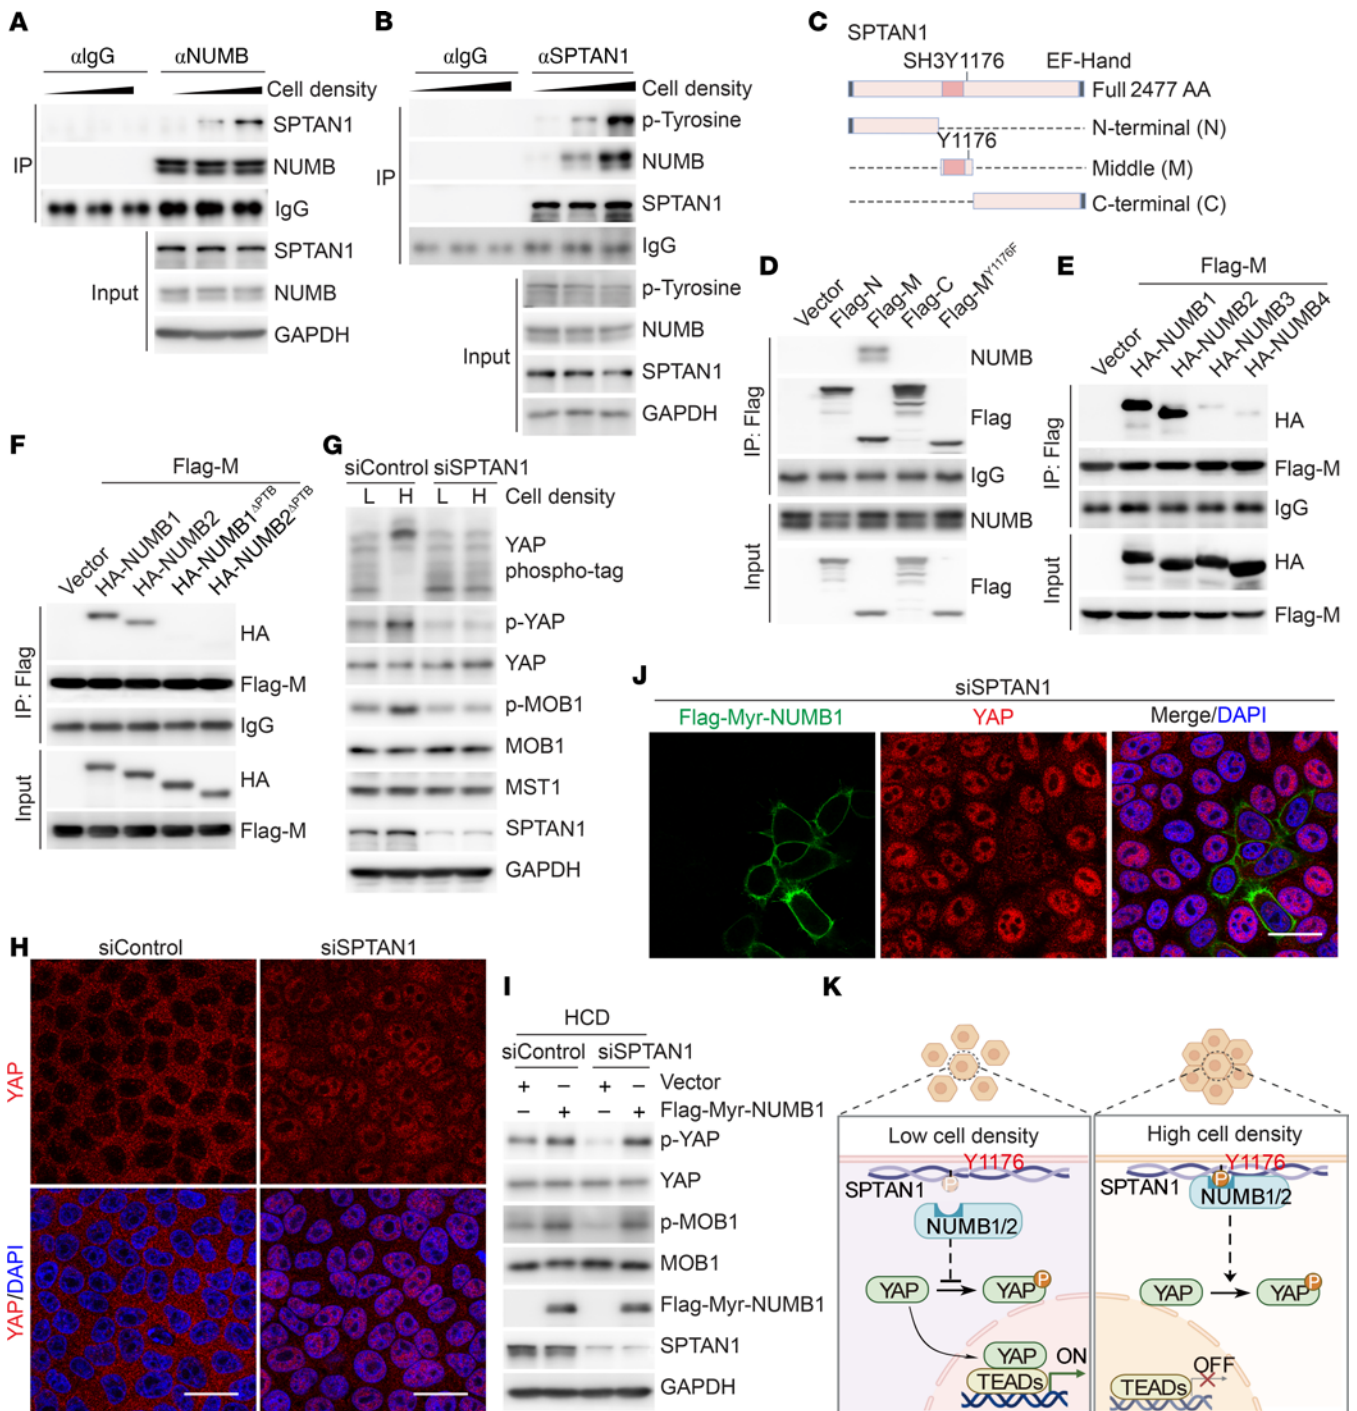 A
αIgG αNUMB
Cell density
SPTAN1
NUMB
IgG
IP
SPTAN1
NUMB
GAPDH
Input
B
αIgG αSPTAN1
Cell density
p-Tyrosine
NUMB
SPTAN1
IgG
IP
p-Tyrosine
NUMB
SPTAN1
GAPDH
Input
C
SPTAN1
SH3Y1176 EF-Hand
Full 2477 AA
N-terminal (N)
Y1176
Middle (M)
C-terminal (C)
D
Vector Flag-N Flag-M Flag-C Flag-M^Y1176F
NUMB
Flag
IgG
IP: Flag
NUMB
Flag
Input
E
Flag-M
Vector HA-NUMB1 HA-NUMB2 HA-NUMB3 HA-NUMB4
HA
Flag-M
IgG
IP: Flag
HA
Flag-M
Input
F
Flag-M
Vector HA-NUMB1 HA-NUMB2 HA-NUMB1^ΔPTB HA-NUMB2^ΔPTB
HA
Flag-M
IgG
IP: Flag
HA
Flag-M
Input
G
siControl siSPTAN1
L H L H Cell density
YAP
phospho-tag
p-YAP
YAP
p-MOB1
MOB1
MST1
SPTAN1
GAPDH
H
siControl siSPTAN1
YAP
YAP/DAPI
I
HCD
siControl siSPTAN1
+ – + – Vector
– + – + Flag-Myr-NUMB1
p-YAP
YAP
p-MOB1
MOB1
Flag-Myr-NUMB1
SPTAN1
GAPDH
J
siSPTAN1
Flag-Myr-NUMB1 YAP Merge/DAPI
K
Low cell density
Y1176
SPTAN1
P
NUMB1/2
YAP YAP P
YAP ON
TEADs
High cell density
Y1176
SPTAN1
P
NUMB1/2
YAP YAP P
OFF
TEADs